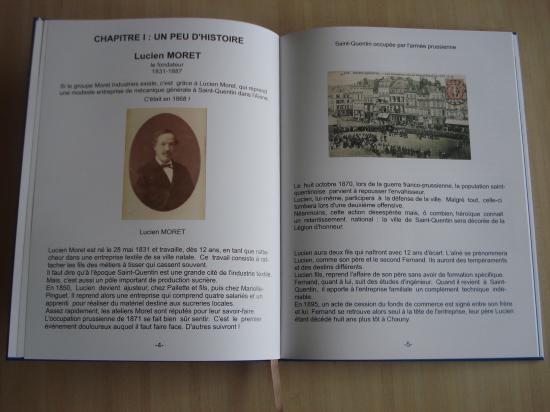 CHAPITRE I : UN PEU D'HISTOIRE
Lucien MORET
le fondateur
1831-1887
Si le groupe Moret Industries existe, c'est grâce à Lucien Moret, qui reprend
une modeste entreprise de mécanique générale à Saint-Quentin dans l'Aisne.
C'était en 1868 !
Lucien MORET
Lucien Moret est né le 28 mai 1831 et travaille, dès 12 ans, en tant que
cheur dans une entreprise textile de sa ville natale. Ce travail consiste à
tacher les fils des métiers à tisser qui cassent souvent.
Il faut dire qu'à l'époque Saint-Quentin est une grande cité de l'industrie textile.
Mais, c'est aussi un pôle important de production sucrière.
En 1850, Lucien devient ajusteur, chez Pailette et fils, puis chez Manolle-
Pinguet. Il reprend alors une entreprise qui comprend quatre salariés et un
apprenti pour réaliser du matériel destiné aux sucreries locales.
Assez rapidement, les ateliers Moret sont réputés pour leur savoir-faire.
L'occupation prussienne de 1871 se fait bien sûr sentir. C'est le premier
évènement douloureux auquel il faut faire face. D'autres suivront !
-4-
Saint-Quentin occupée par l'armée prussienne
Le huit octobre 1870, lors de la guerre franco-prussienne, la population saint-
quentinoise parvient à repousser l'envahisseur.
Lucien, lui-même, participera à la défense de la ville. Malgré tout, celle-ci
tombera lors d'une deuxième offensive.
Néanmoins, cette action désespérée mais, ô combien héroïque connaît
un retentissement national : la ville de Saint-Quentin sera décorée de la
Légion d'honneur.
Lucien aura deux fils qui naîtront avec 12 ans d'écart. L'aîné se prénommera
Lucien, comme son père et le second Fernand. Ils auront des tempéraments
et des destins différents.
Lucien fils, reprend l'affaire de son père sans avoir de formation spécifique.
Fernand, quant à lui, suit des études d'ingénieur. Quand il revient à Saint-
Quentin, il apporte à l'entreprise familiale un complément technique indé-
niable.
En 1895, un acte de cession du fonds de commerce est signé entre son frère
et lui. Fernand se retrouve alors seul à la tête de l'entreprise, leur père Lucien
étant décédé huit ans plus tôt à Chauny.
-5-